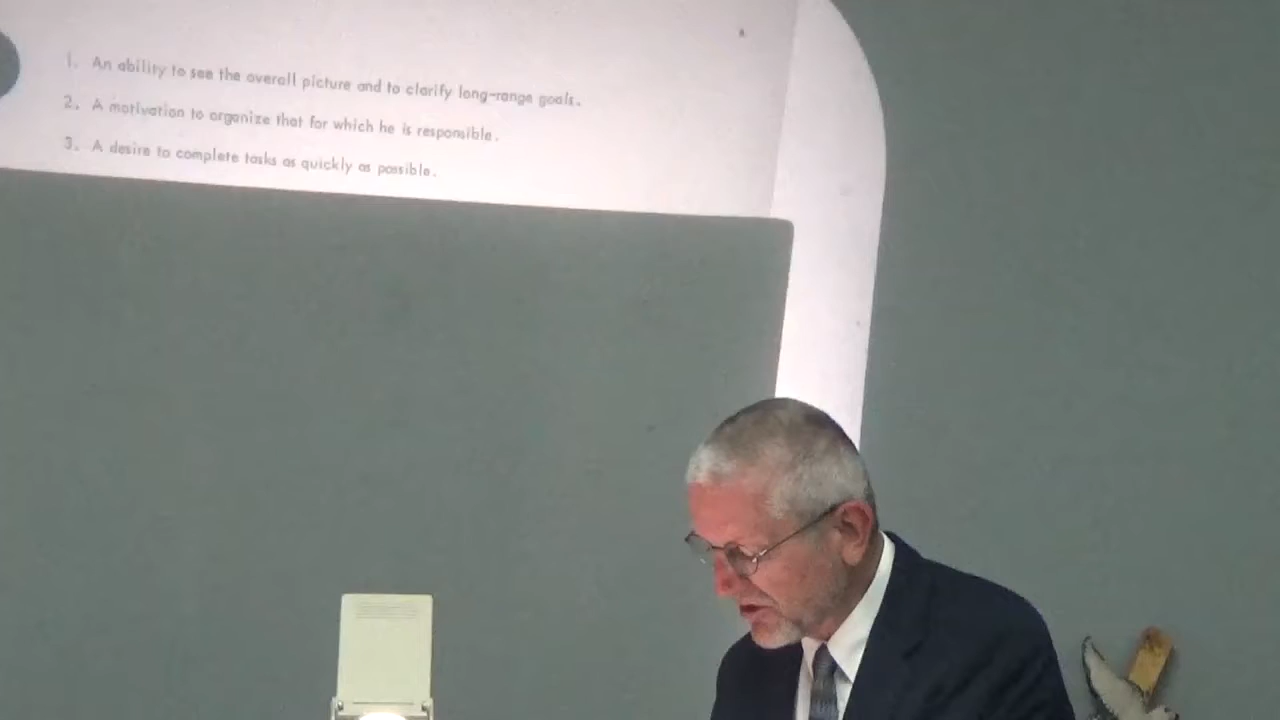 1. An ability to see the overall picture and to clarify long-range goals.
2. A motivation to organize that for which he is responsible.
3. A desire to complete tasks as quickly as possible.